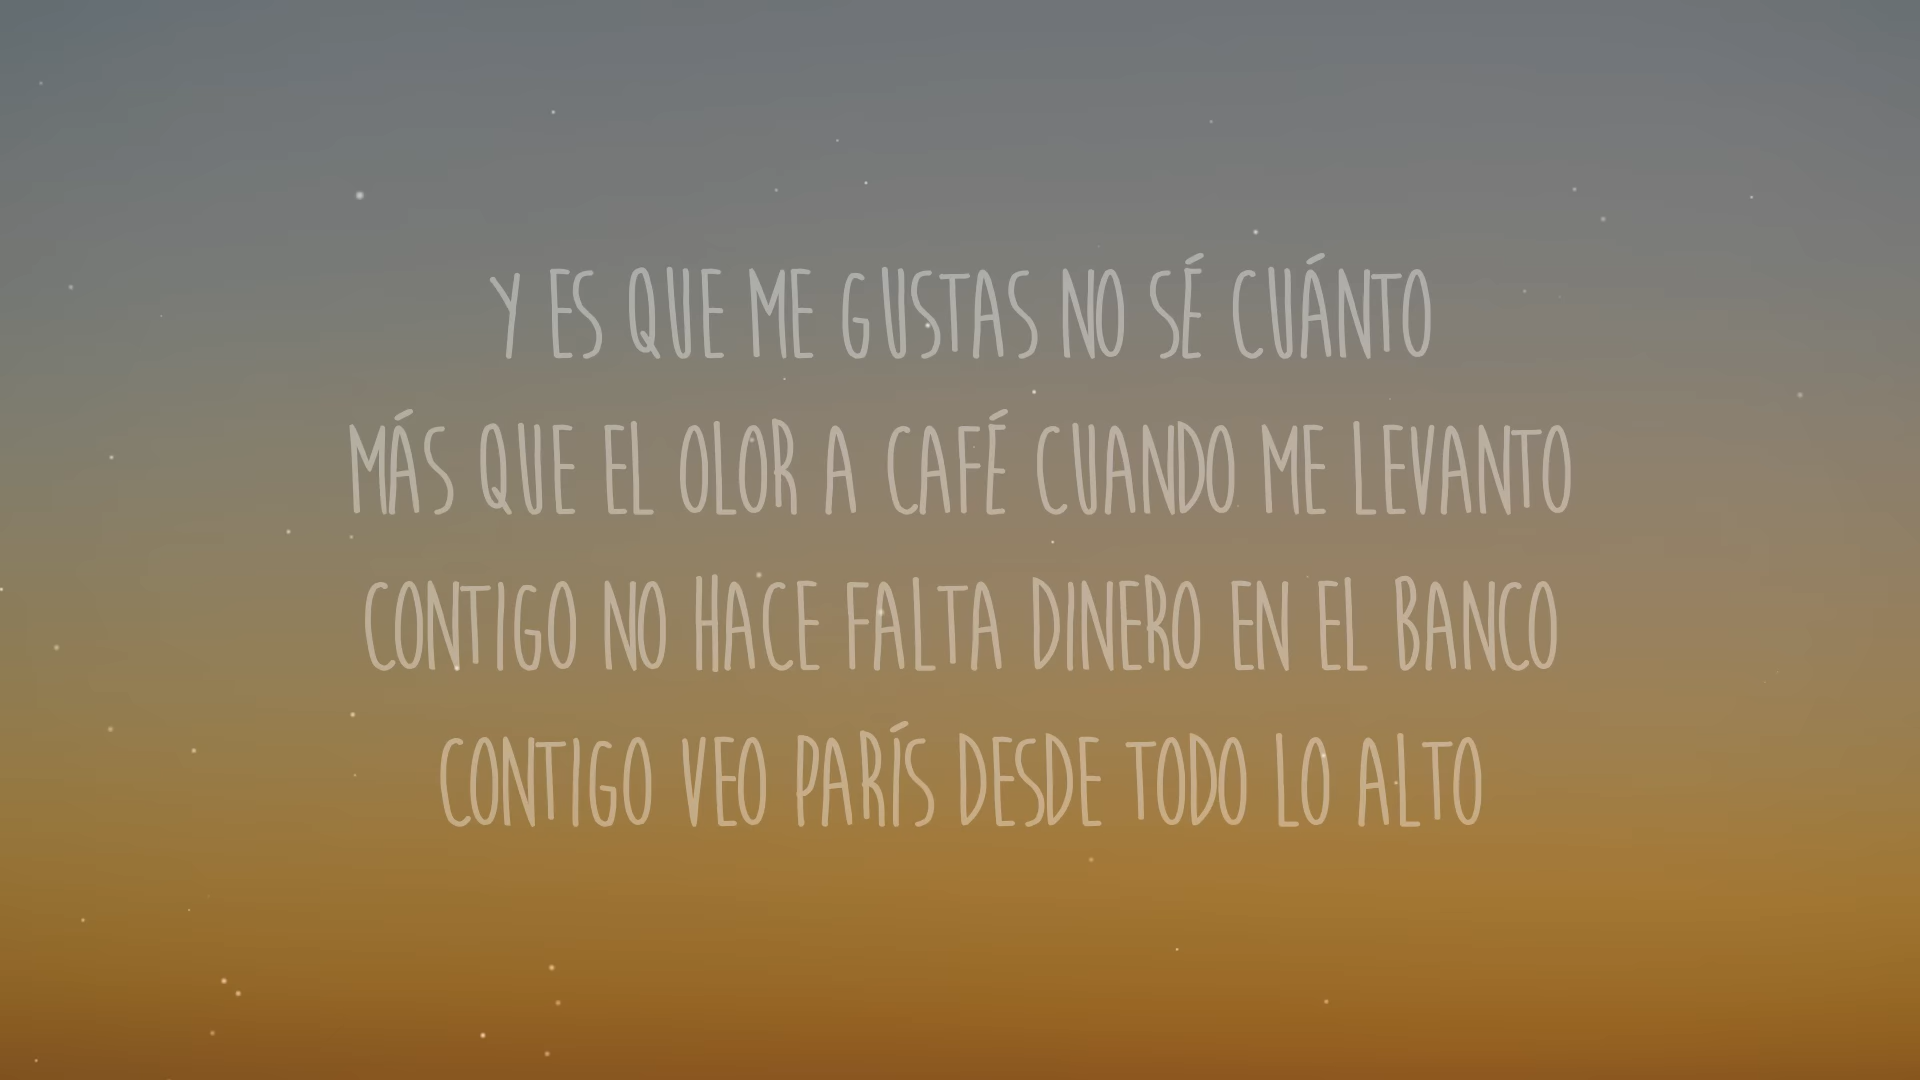 Y ES QUE ME GUSTAS NO SÉ CUÁNTO
MÁS QUE EL OLOR A CAFÉ CUANDO ME LEVANTO
CONTIGO NO HACE FALTA DINERO EN EL BANCO
CONTIGO VEO PARÍS DESDE TODO LO ALTO